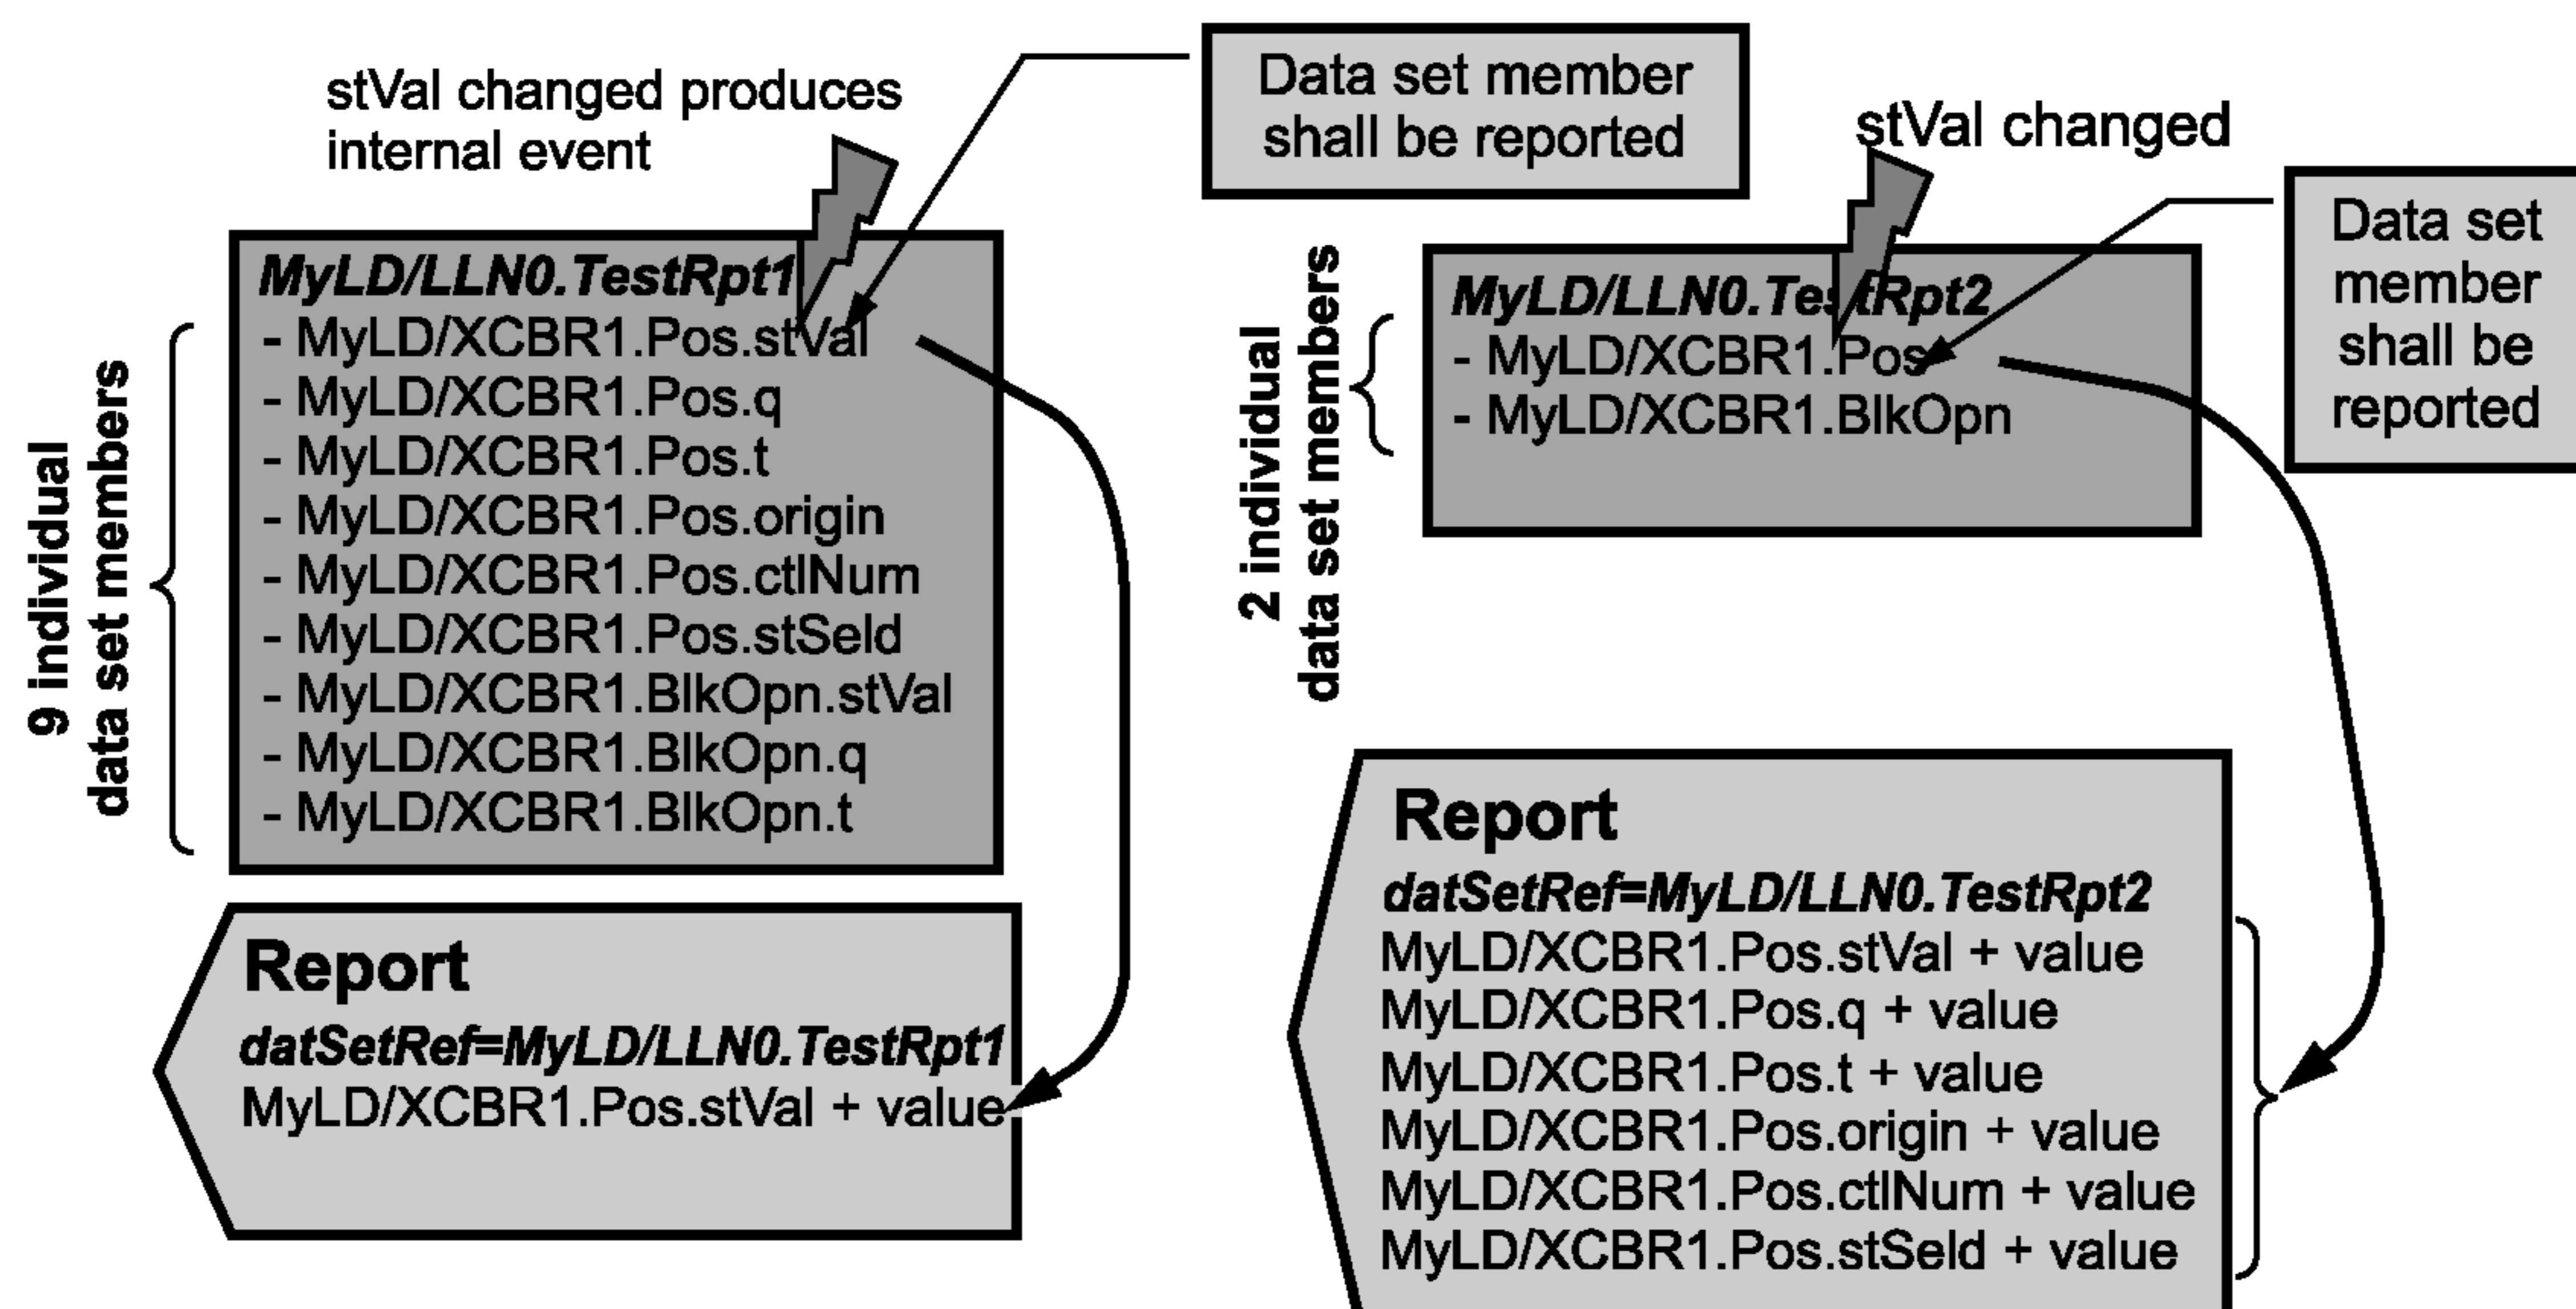 stVal changed produces
internal event
Data set member
shall be reported
9 individual
data set members
MyLD/LLN0.TestRpt1
- MyLD/XCBR1.Pos.stVal
- MyLD/XCBR1.Pos.q
- MyLD/XCBR1.Pos.t
- MyLD/XCBR1.Pos.origin
- MyLD/XCBR1.Pos.ctlNum
- MyLD/XCBR1.Pos.stSeld
- MyLD/XCBR1.BlkOpn.stVal
- MyLD/XCBR1.BlkOpn.q
- MyLD/XCBR1.BlkOpn.t
Report
datSetRef=MyLD/LLN0.TestRpt1
MyLD/XCBR1.Pos.stVal + value
stVal changed
Data set
member
shall be
reported
2 individual
data set members
MyLD/LLN0.TestRpt2
- MyLD/XCBR1.Pos
- MyLD/XCBR1.BlkOpn
Report
datSetRef=MyLD/LLN0.TestRpt2
MyLD/XCBR1.Pos.stVal + value
MyLD/XCBR1.Pos.q + value
MyLD/XCBR1.Pos.t + value
MyLD/XCBR1.Pos.origin + value
MyLD/XCBR1.Pos.ctlNum + value
MyLD/XCBR1.Pos.stSeld + value